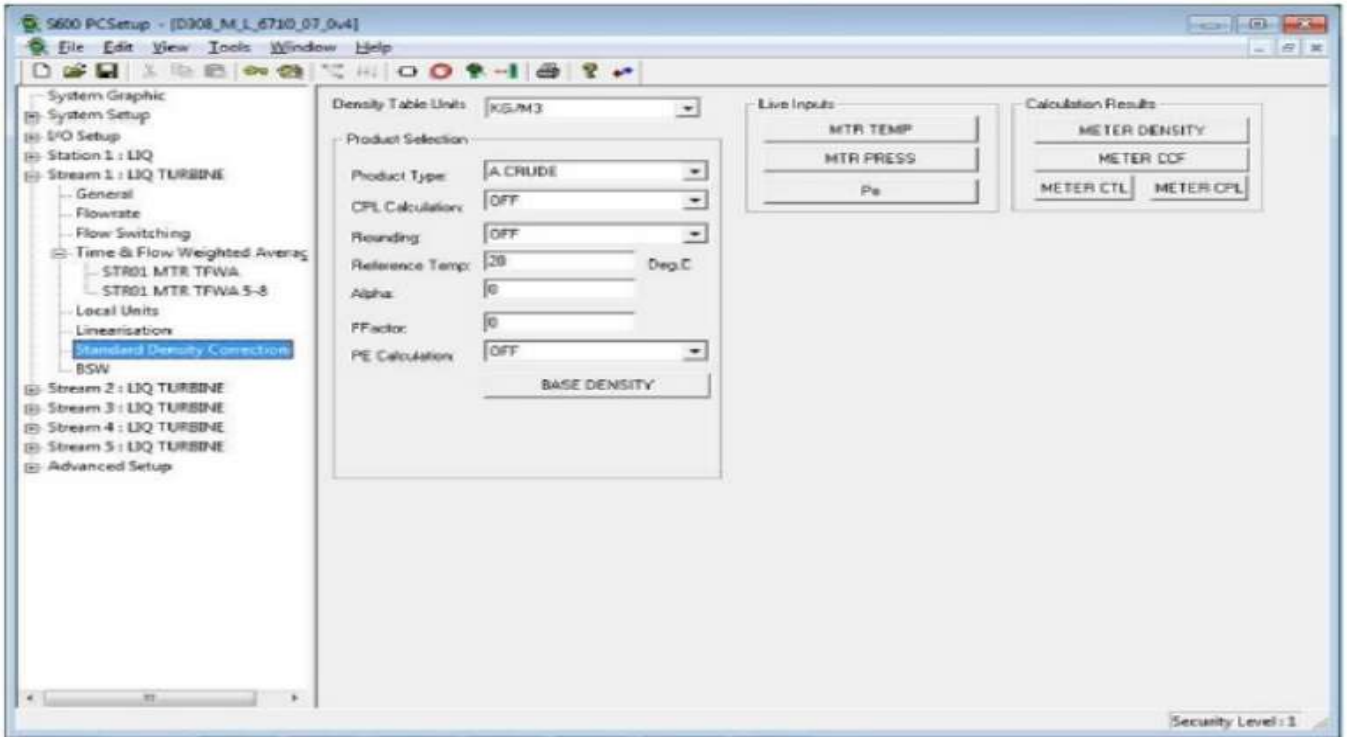 S600 PCSetup - [D308_M_L_6710_07_0v4]
File Edit View Tools Window Help
System Graphic
System Setup
I/O Setup
Station 1 : LIQ
Stream 1 : LIQ TURBINE
General
Flowrate
Flow Switching
Time & Flow Weighted Averag
STR01 MTR TFWA
STR01 MTR TFWA 5-8
Local Units
Linearisation
Standard Density Correction
BSW
Stream 2 : LIQ TURBINE
Stream 3 : LIQ TURBINE
Stream 4 : LIQ TURBINE
Stream 5 : LIQ TURBINE
Advanced Setup
Density Table Units KG/M3
Product Selection
Product Type: A CRUDE
CPL Calculation: OFF
Rounding: OFF
Reference Temp: 20 Deg.C
Alpha: 0
FFactor: 0
PE Calculation: OFF
BASE DENSITY
Live Inputs
MTR TEMP
MTR PRESS
Pe
Calculation Results
METER DENSITY
METER CCF
METER CTL METER CPL
Security Level : 1